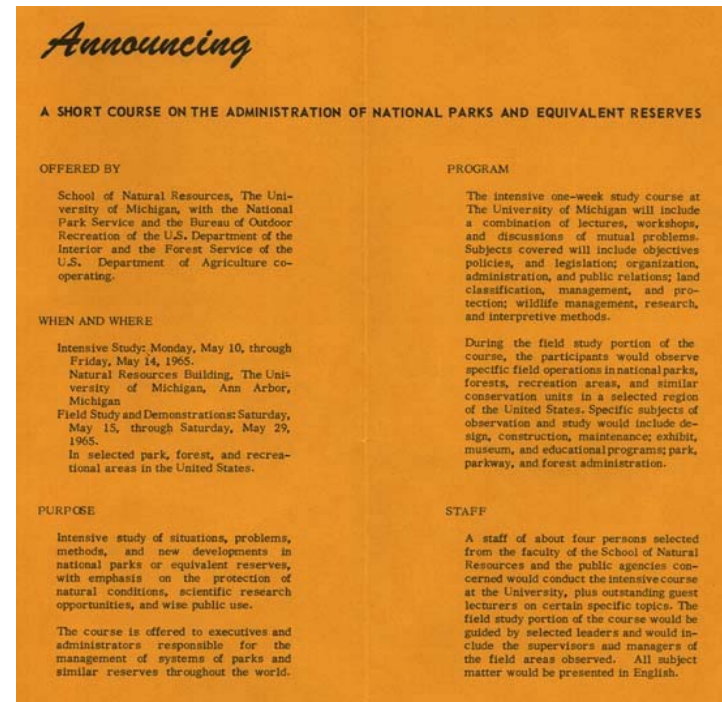 Announcing
A SHORT COURSE ON THE ADMINISTRATION OF NATIONAL PARKS AND EQUIVALENT RESERVES
OFFERED BY
School of Natural Resources, The Uni-
versity of Michigan, with the National
Park Service and the Bureau of Outdoor
Recreation of the U.S. Department of the
Interior and the Forest Service of the
U.S. Department of Agriculture co-
operating.
WHEN AND WHERE
Intensive Study: Monday, May 10, through
Friday, May 14, 1965.
Natural Resources Building, The Uni-
versity of Michigan, Ann Arbor,
Michigan
Field Study and Demonstrations: Saturday,
May 15, through Saturday, May 29,
1965.
In selected park, forest, and recrea-
tional areas in the United States.
PURPOSE
Intensive study of situations, problems,
methods, and new developments in
national parks or equivalent reserves,
with emphasis on the protection of
natural conditions, scientific research
opportunities, and wise public use.
The course is offered to executives and
administrators responsible for the
management of systems of parks and
similar reserves throughout the world.
PROGRAM
The intensive one-week study course at
The University of Michigan will include
a combination of lectures, workshops,
and discussions of mutual problems.
Subjects covered will include objectives
policies, and legislation; organization,
administration, and public relations; land
classification, management, and pro-
tection; wildlife management, research,
and interpretive methods.
During the field study portion of the
course, the participants would observe
specific field operations in national parks,
forests, recreation areas, and similar
conservation units in a selected region
of the United States. Specific subjects of
observation and study would include de-
sign, construction, maintenance; exhibit,
museum, and educational programs; park,
parkway, and forest administration.
STAFF
A staff of about four persons selected
from the faculty of the School of Natural
Resources and the public agencies con-
cerned would conduct the intensive course
at the University, plus outstanding guest
lecturers on certain specific topics. The
field study portion of the course would be
guided by selected leaders and would in-
clude the supervisors aud managers of
the field areas observed. All subject
matter would be presented in English.